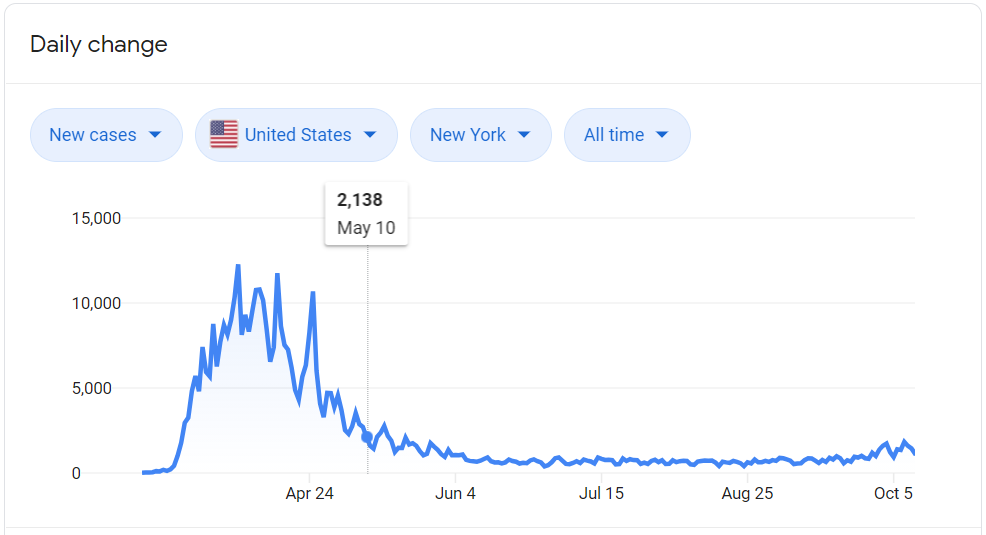 Daily change
New cases
United States
New York
All time
2,138
May 10
15,000
10,000
5,000
0
Apr 24
Jun 4
Jul 15
Aug 25
Oct 5